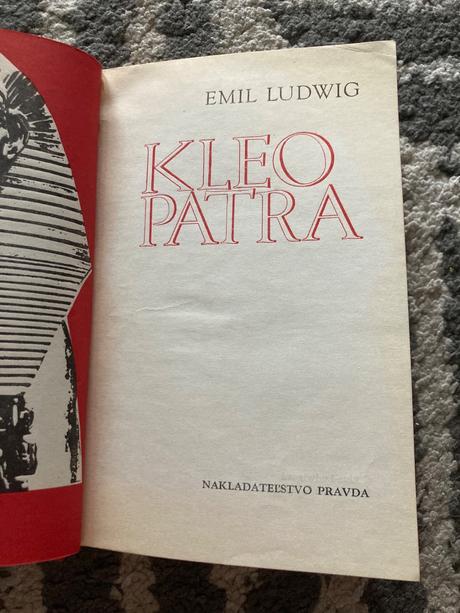 EMIL LUDWIG
KLEO
PATRA
NAKLADATEĽSTVO PRAVDA